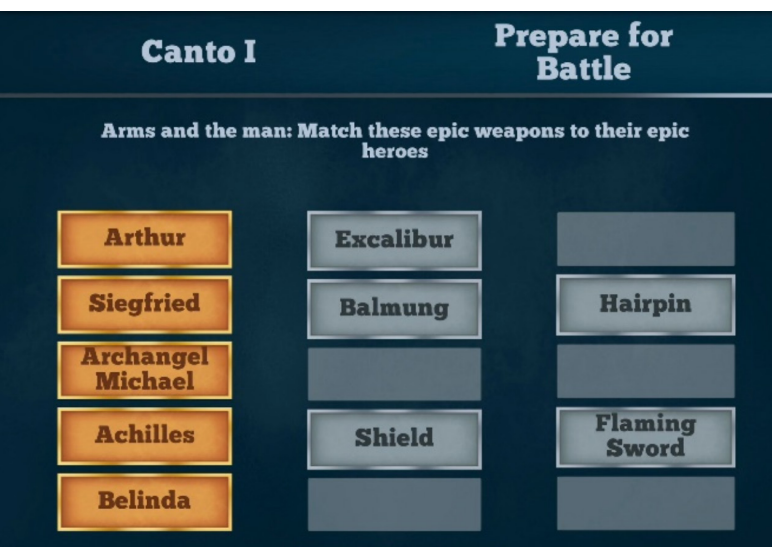 Canto I
Prepare for
Battle
Arms and the man: Match these epic weapons to their epic
heroes
Arthur
Excalibur
Siegfried
Balmung
Hairpin
Archangel
Michael
Achilles
Shield
Flaming
Sword
Belinda